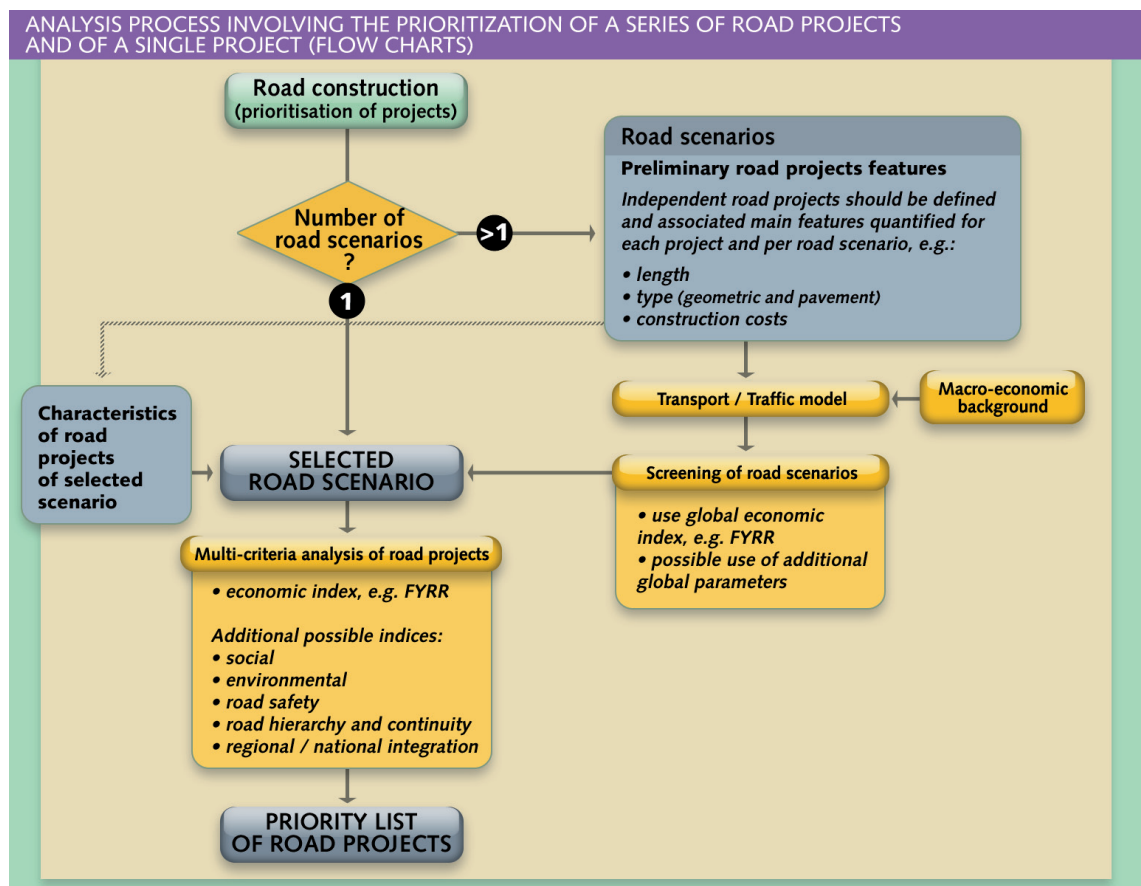 ANALYSIS PROCESS INVOLVING THE PRIORITIZATION OF A SERIES OF ROAD PROJECTS
AND OF A SINGLE PROJECT (FLOW CHARTS)
Road construction
(prioritisation of projects)
Number of
road scenarios
?
>1
1
Road scenarios
Preliminary road projects features
Independent road projects should be defined
and associated main features quantified for
each project and per road scenario, e.g.:
• length
• type (geometric and pavement)
• construction costs
Transport / Traffic model
Macro-economic
background
Characteristics
of road
projects
of selected
scenario
SELECTED
ROAD SCENARIO
Screening of road scenarios
• use global economic
index, e.g. FYRR
• possible use of additional
global parameters
Multi-criteria analysis of road projects
• economic index, e.g. FYRR
Additional possible indices:
• social
• environmental
• road safety
• road hierarchy and continuity
• regional / national integration
PRIORITY LIST
OF ROAD PROJECTS